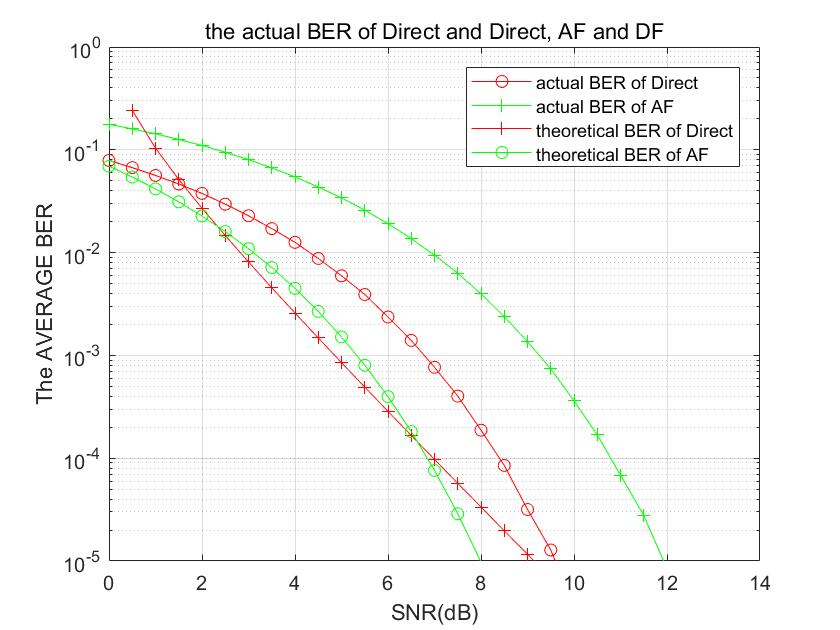 the actual BER of Direct and Direct, AF and DF
10^0
10^-1
10^-2
10^-3
10^-4
10^-5
The AVERAGE BER
actual BER of Direct
actual BER of AF
theoretical BER of Direct
theoretical BER of AF
0 2 4 6 8 10 12 14
SNR(dB)